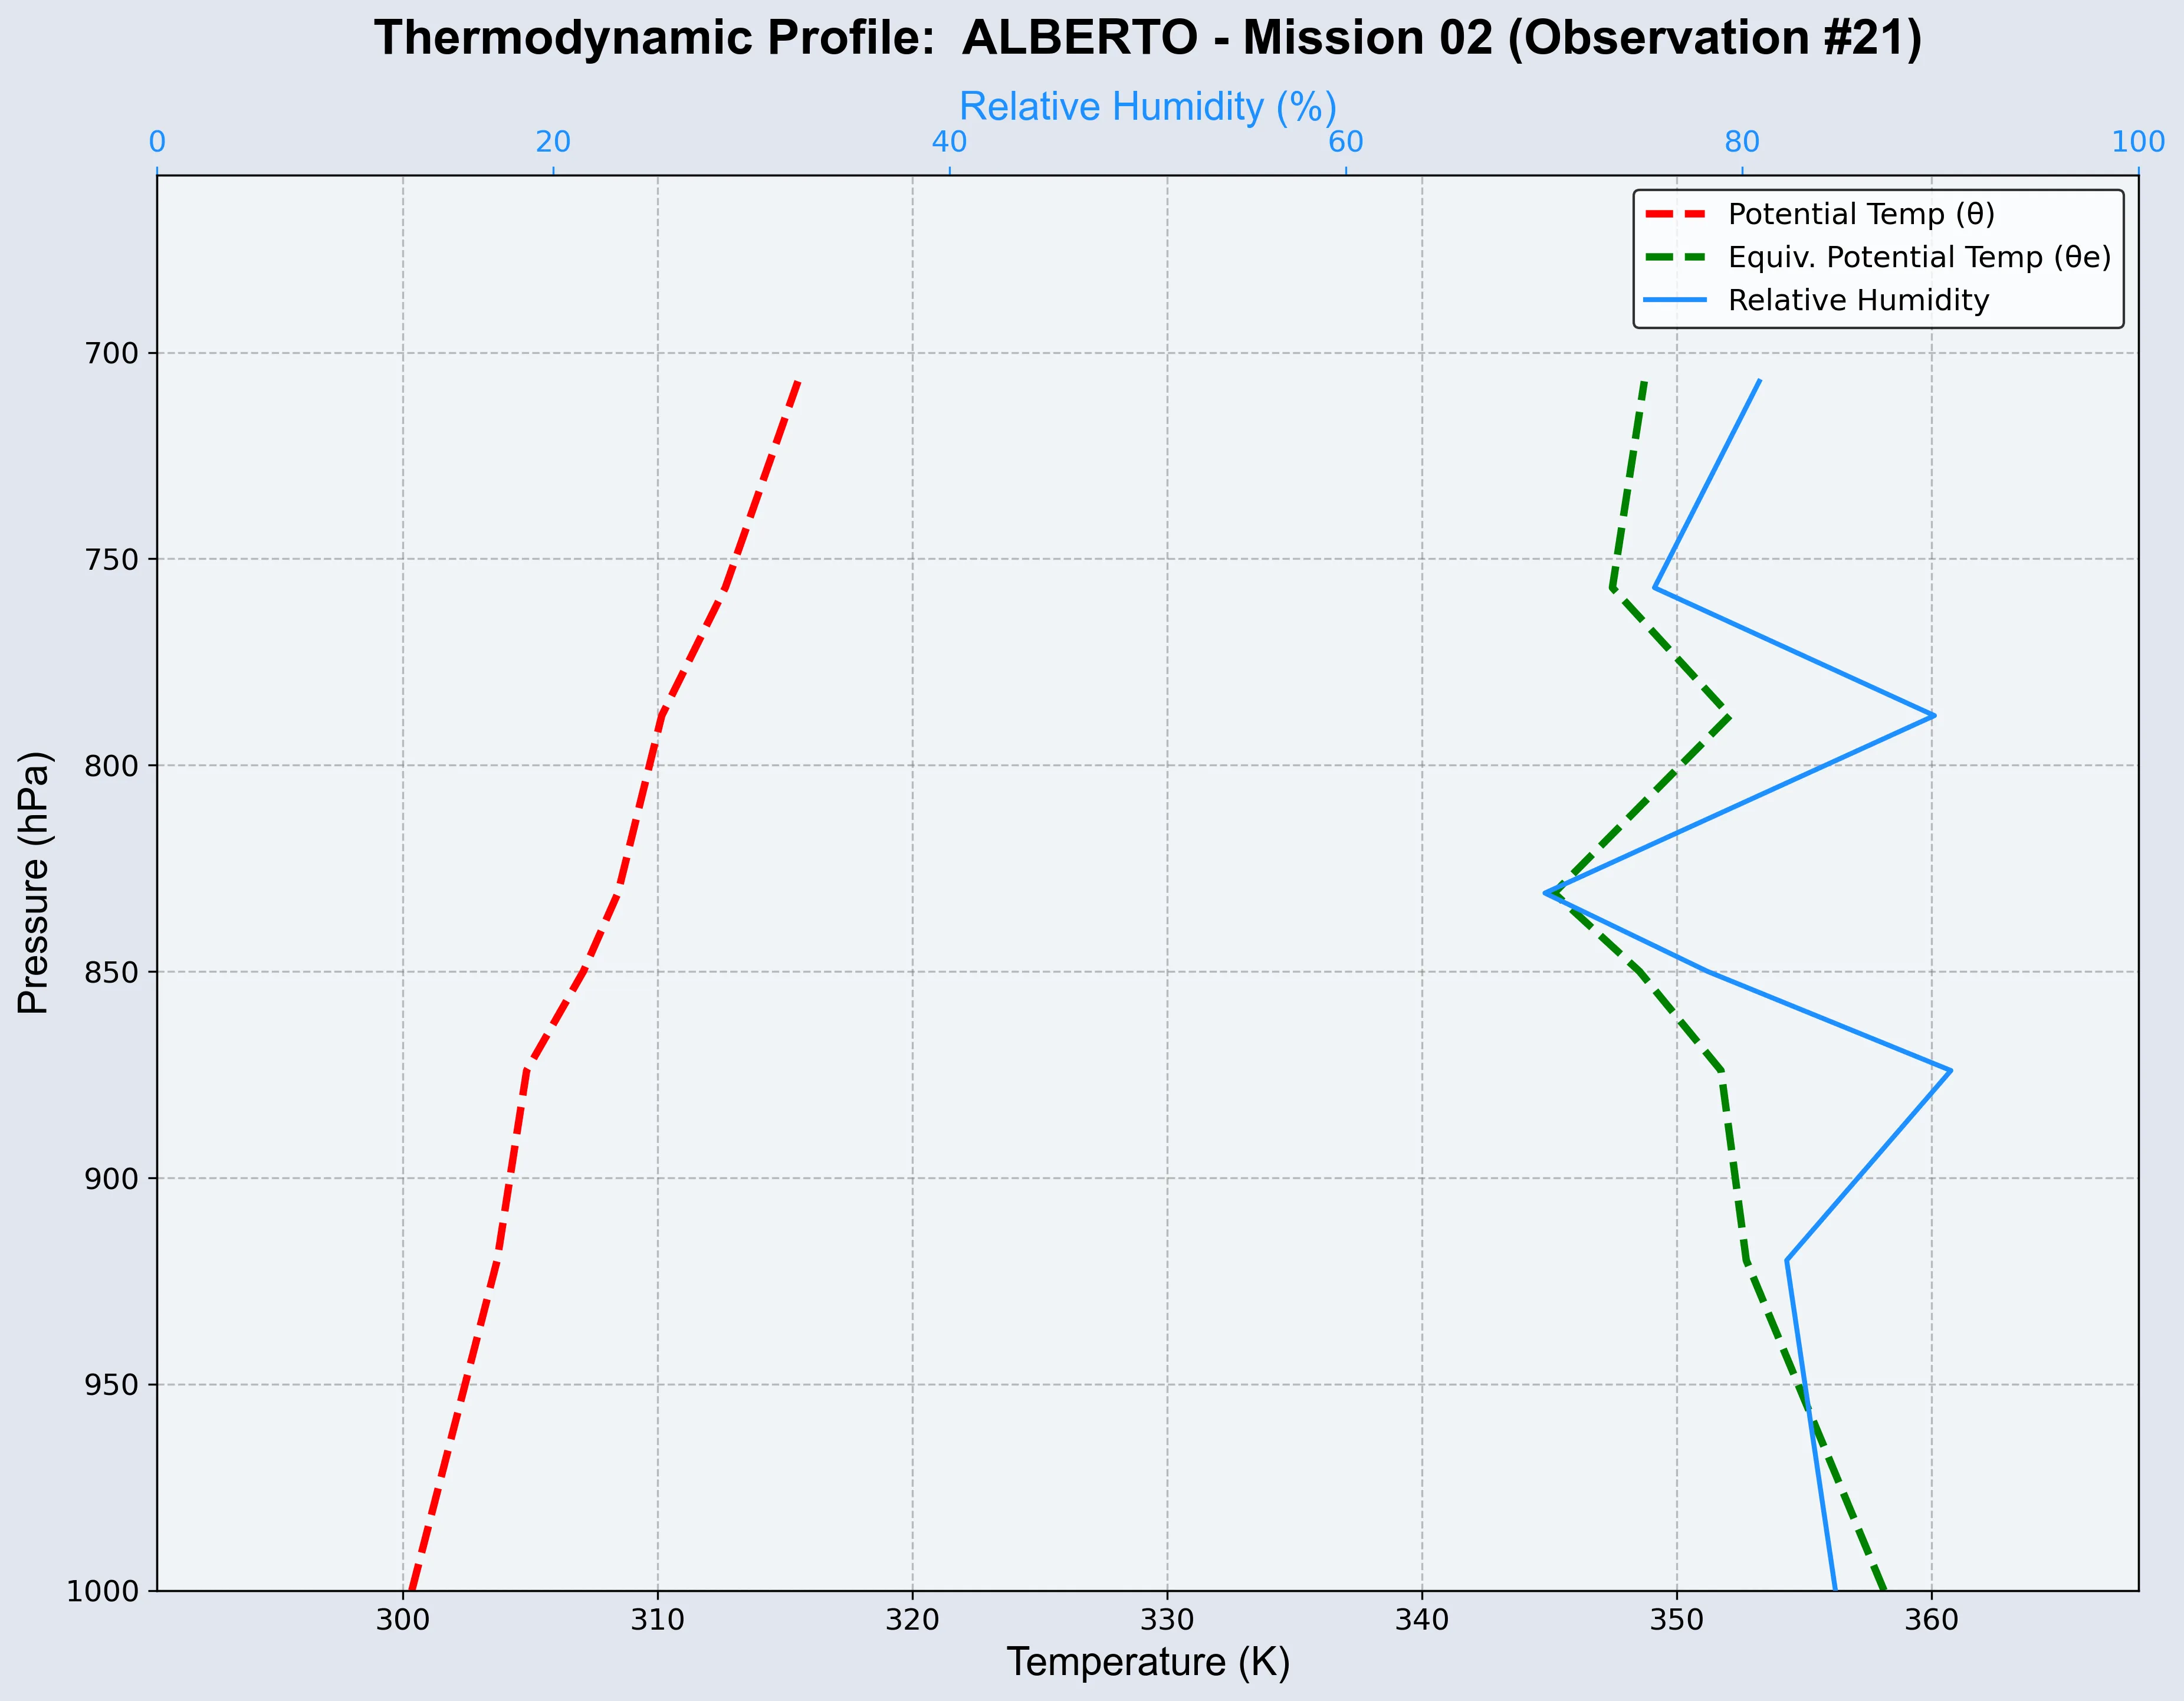 Thermodynamic Profile:  ALBERTO - Mission 02 (Observation #21)
Relative Humidity (%)
0 20 40 60 80 100
Potential Temp (θ)
Equiv. Potential Temp (θe)
Relative Humidity
700
750
800
850
900
950
1000
Pressure (hPa)
300 310 320 330 340 350 360
Temperature (K)